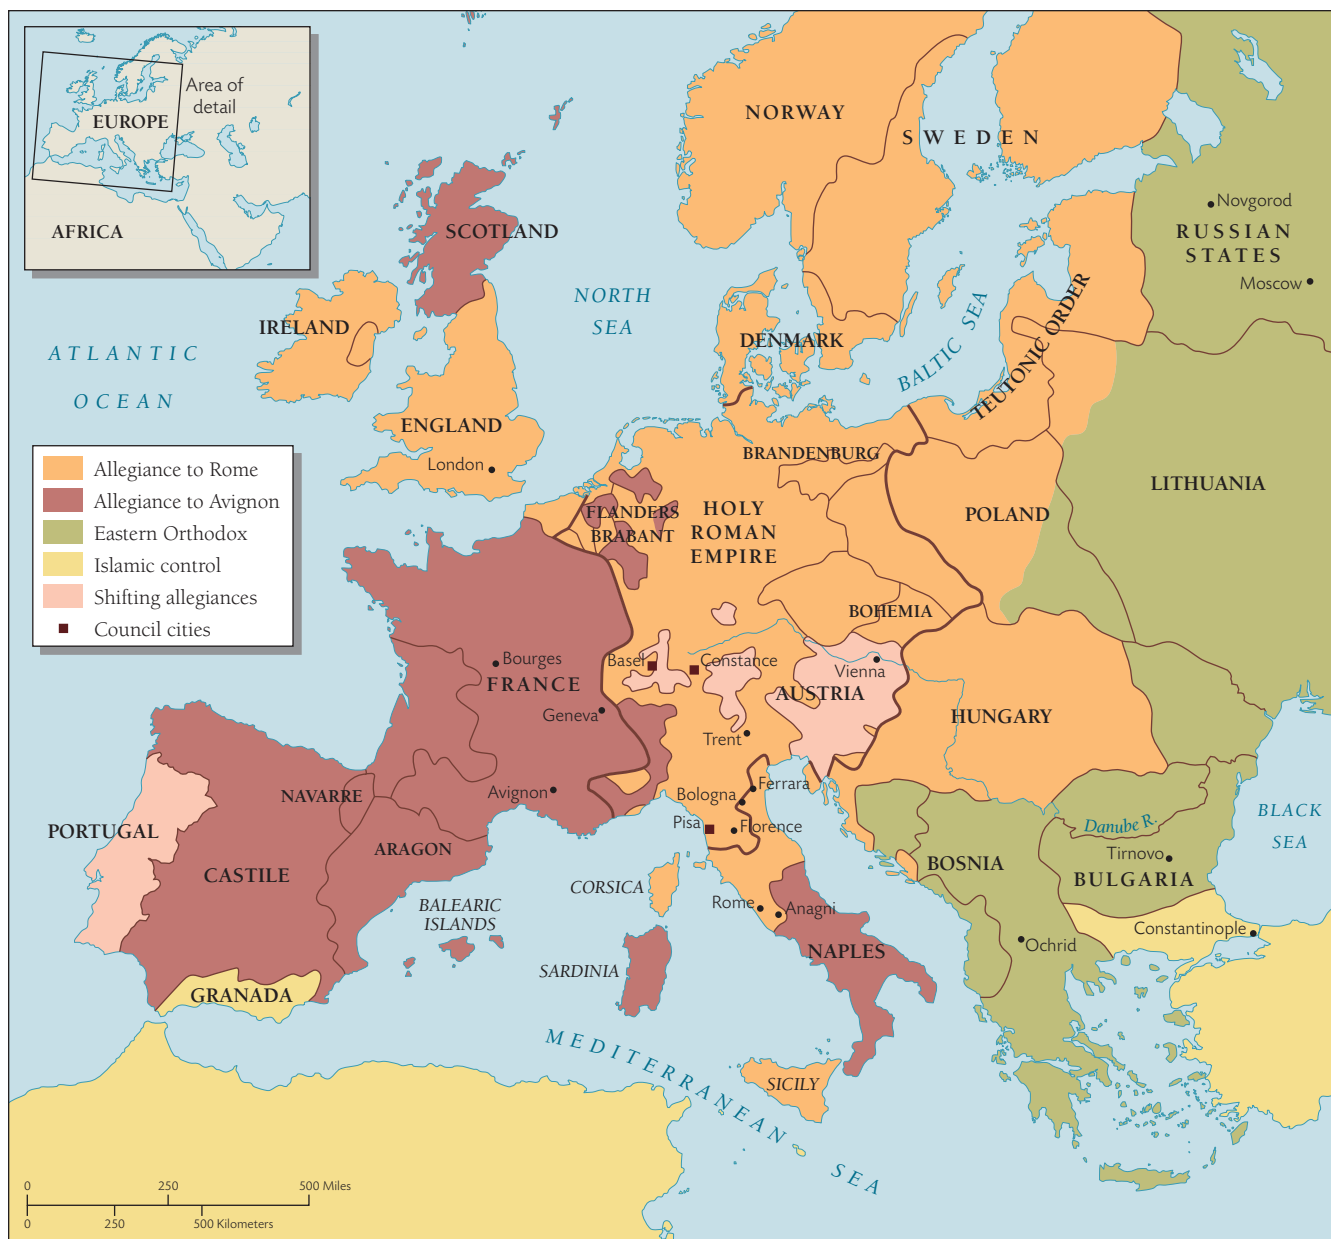 Area of
detail
EUROPE
AFRICA
NORWAY
SWEDEN
Novgorod
RUSSIAN
STATES
Moscow
SCOTLAND
NORTH
SEA
IRELAND
DENMARK
BALTIC SEA
TEUTONIC ORDER
ATLANTIC
OCEAN
ENGLAND
London
BRANDENBURG
LITHUANIA
Allegiance to Rome
Allegiance to Avignon
Eastern Orthodox
Islamic control
Shifting allegiances
Council cities
FLANDERS
BRABANT
HOLY
ROMAN
EMPIRE
POLAND
BOHEMIA
Bourges
FRANCE
Basel
Constance
Vienna
AUSTRIA
Geneva
HUNGARY
Trent
NAVARRE
Avignon
Bologna
Ferrara
Pisa
Florence
PORTUGAL
CASTILE
ARAGON
BLACK
SEA
Danube R.
Tirnovo
BOSNIA
BULGARIA
CORSICA
BALEARIC
ISLANDS
Rome
Anagni
Constantinople
Ochrid
NAPLES
SARDINIA
GRANADA
MEDITERRANEAN SEA
SICILY
0 250 500 Miles
0 250 500 Kilometers